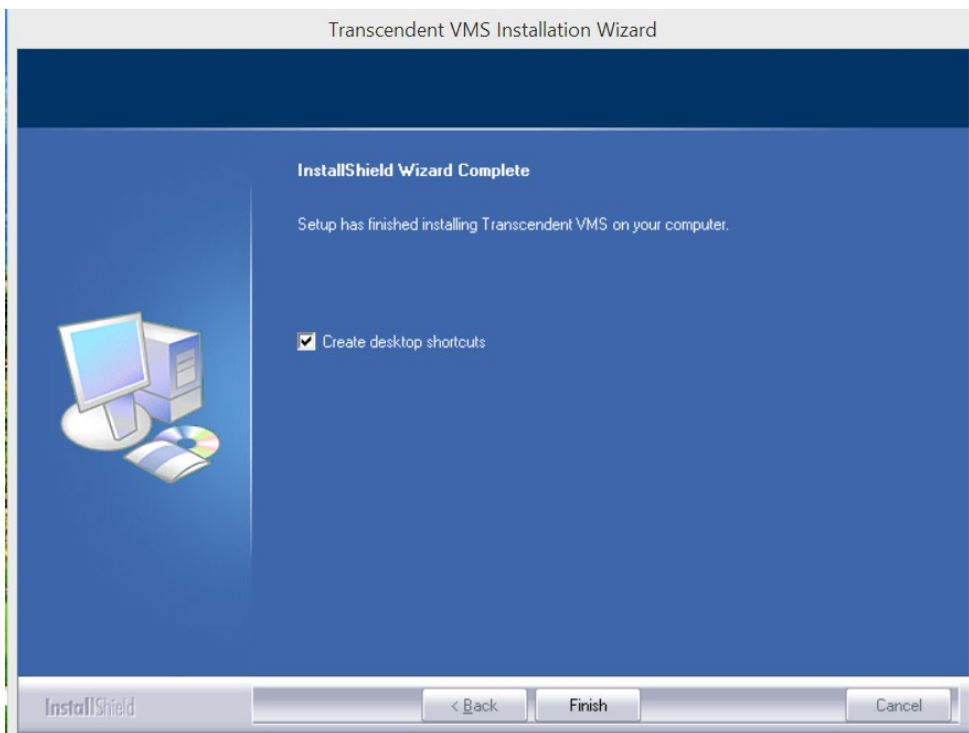 Transcendent VMS Installation Wizard
InstallShield Wizard Complete
Setup has finished installing Transcendent VMS on your computer.
Create desktop shortcuts
InstallShield
< Back
Finish
Cancel